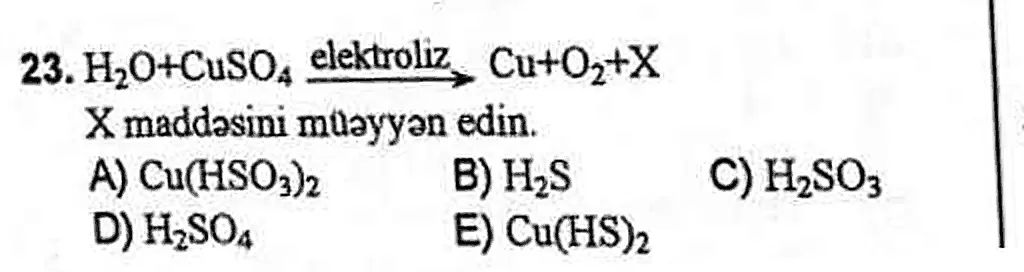 23. H₂O+CuSO₄ elektroliz → Cu+O₂+X
X maddəsini müəyyən edin.
A) Cu(HSO₃)₂ B) H₂S C) H₂SO₃
D) H₂SO₄ E) Cu(HS)₂